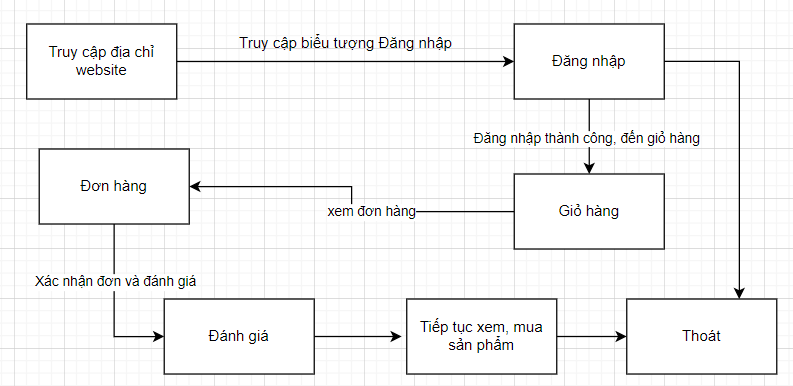 Truy cập địa chỉ
website
Truy cập biểu tượng Đăng nhập
Đăng nhập
Đăng nhập thành công, đến giỏ hàng
Đơn hàng
xem đơn hàng
Giỏ hàng
Xác nhận đơn và đánh giá
Đánh giá
Tiếp tục xem, mua
sản phẩm
Thoát